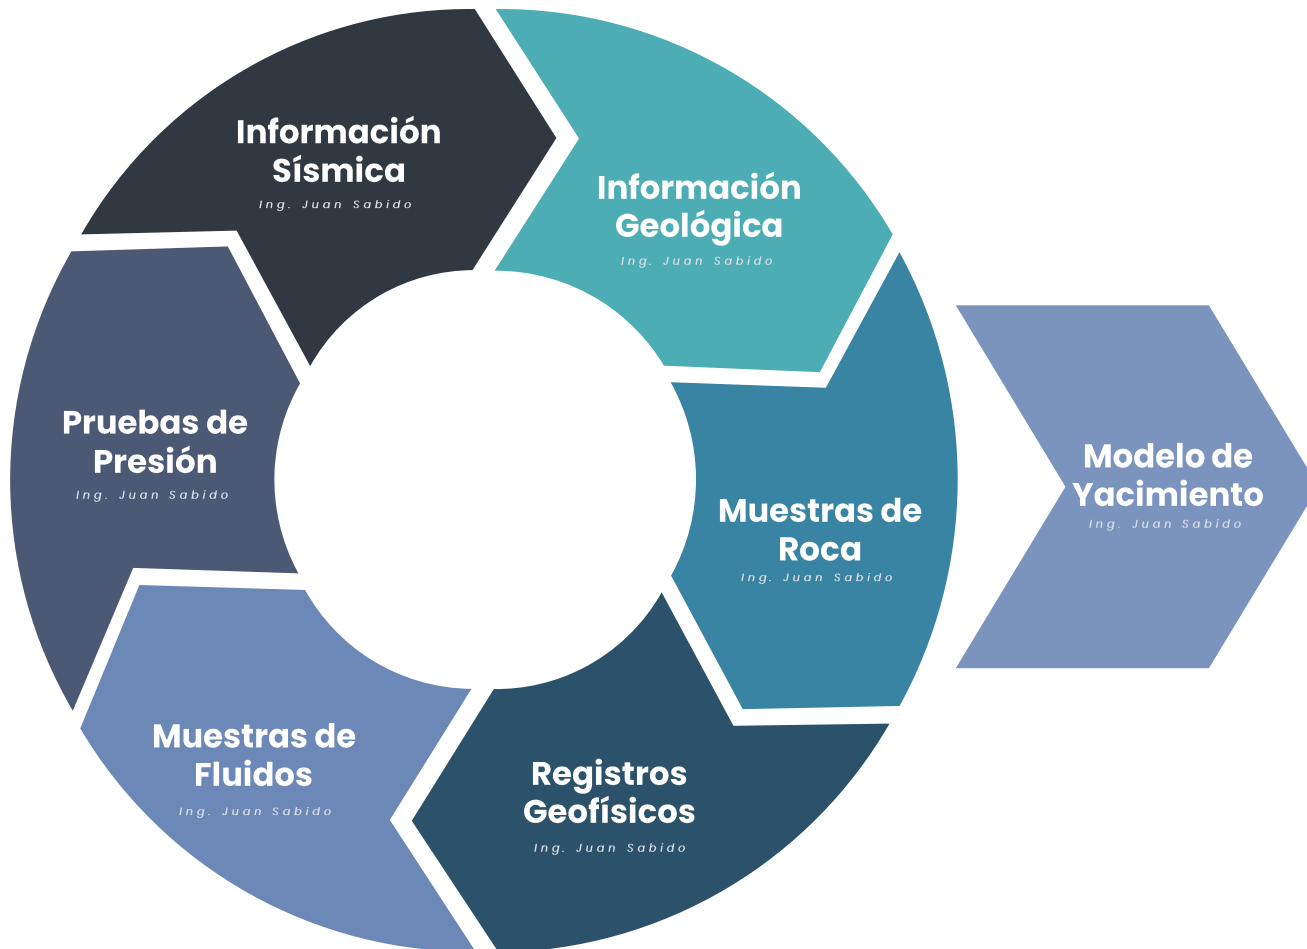 Información
Sísmica
Ing. Juan Sabido
Información
Geológica
Ing. Juan Sabido
Muestras de
Roca
Ing. Juan Sabido
Registros
Geofísicos
Ing. Juan Sabido
Muestras de
Fluidos
Ing. Juan Sabido
Pruebas de
Presión
Ing. Juan Sabido
Modelo de
Yacimiento
Ing. Juan Sabido